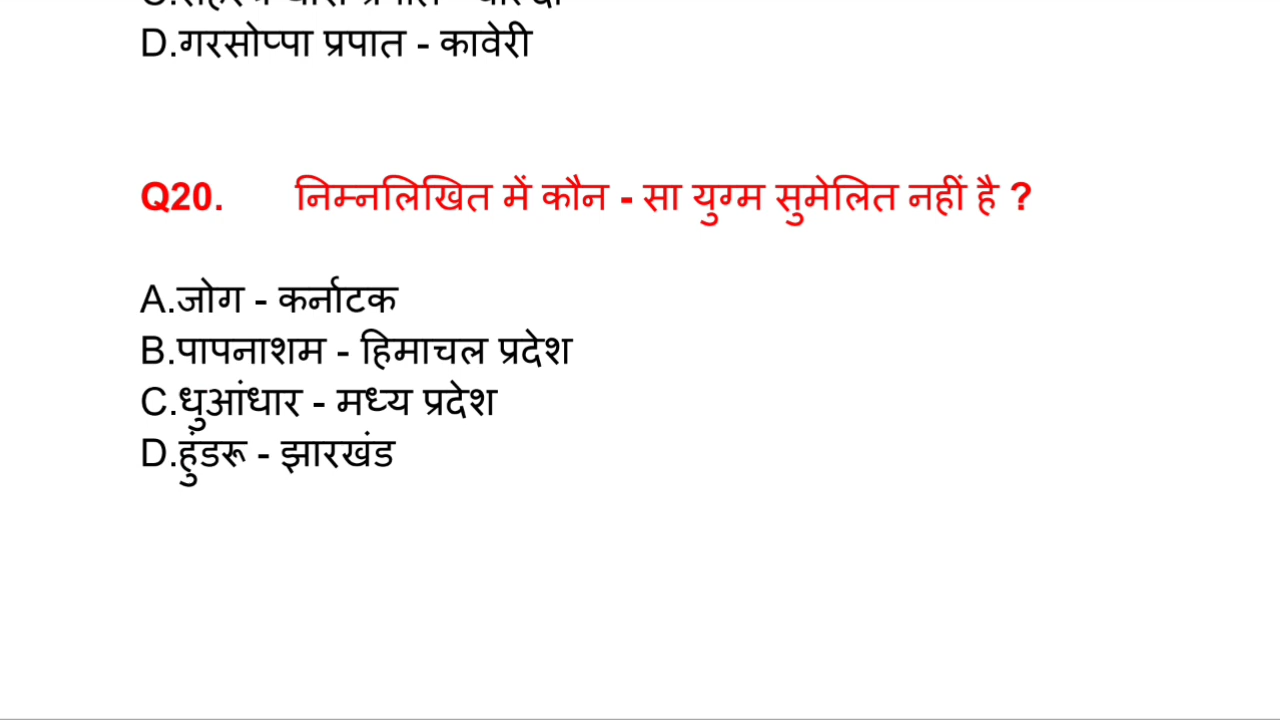 D.गरसोप्पा प्रपात - कावेरी
Q20. निम्नलिखित में कौन - सा युग्म सुमेलित नहीं है ?
A.जोग - कर्नाटक
B.पापनाशम - हिमाचल प्रदेश
C.धुआंधार - मध्य प्रदेश
D.हुंडरू - झारखंड